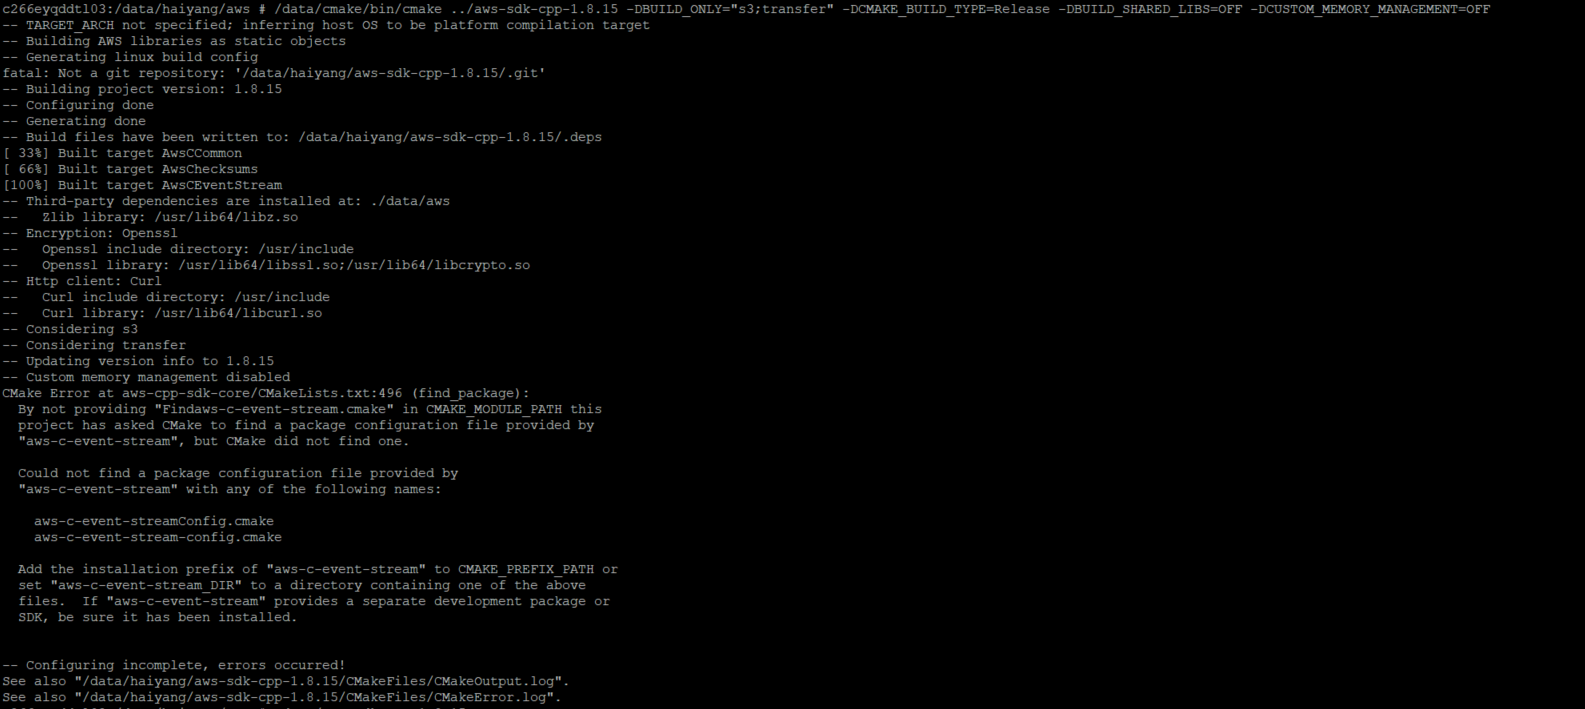 c266eyqddtl03:/data/haiyang/aws # /data/cmake/bin/cmake ../aws-sdk-cpp-1.8.15 -DBUILD_ONLY="s3;transfer" -DCMAKE_BUILD_TYPE=Release -DBUILD_SHARED_LIBS=OFF -DCUSTOM_MEMORY_MANAGEMENT=OFF
-- TARGET_ARCH not specified; inferring host OS to be platform compilation target
-- Building AWS libraries as static objects
-- Generating linux build config
fatal: Not a git repository: '/data/haiyang/aws-sdk-cpp-1.8.15/.git'
-- Building project version: 1.8.15
-- Configuring done
-- Generating done
-- Build files have been written to: /data/haiyang/aws-sdk-cpp-1.8.15/.deps
[ 33%] Built target AwsCCommon
[ 66%] Built target AwsChecksums
[100%] Built target AwsCEventStream
-- Third-party dependencies are installed at: ./data/aws
--   Zlib library: /usr/lib64/libz.so
-- Encryption: Openssl
--   Openssl include directory: /usr/include
--   Openssl library: /usr/lib64/libssl.so;/usr/lib64/libcrypto.so
-- Http client: Curl
--   Curl include directory: /usr/include
--   Curl library: /usr/lib64/libcurl.so
-- Considering s3
-- Considering transfer
-- Updating version info to 1.8.15
-- Custom memory management disabled
CMake Error at aws-cpp-sdk-core/CMakeLists.txt:496 (find_package):
  By not providing "Findaws-c-event-stream.cmake" in CMAKE_MODULE_PATH this
  project has asked CMake to find a package configuration file provided by
  "aws-c-event-stream", but CMake did not find one.

  Could not find a package configuration file provided by
  "aws-c-event-stream" with any of the following names:

    aws-c-event-streamConfig.cmake
    aws-c-event-stream-config.cmake

  Add the installation prefix of "aws-c-event-stream" to CMAKE_PREFIX_PATH or
  set "aws-c-event-stream_DIR" to a directory containing one of the above
  files.  If "aws-c-event-stream" provides a separate development package or
  SDK, be sure it has been installed.

-- Configuring incomplete, errors occurred!
See also "/data/haiyang/aws-sdk-cpp-1.8.15/CMakeFiles/CMakeOutput.log".
See also "/data/haiyang/aws-sdk-cpp-1.8.15/CMakeFiles/CMakeError.log".